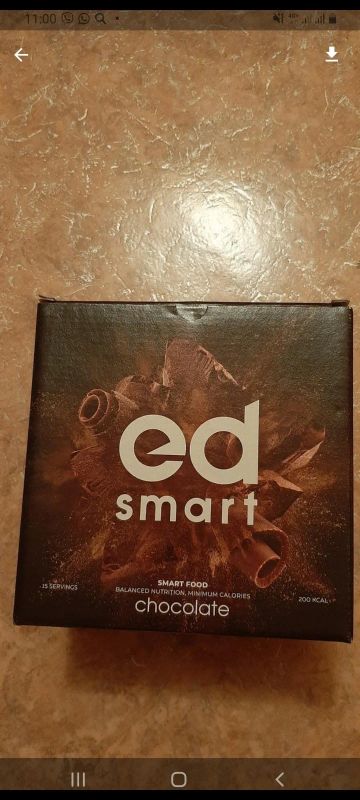 11:00
ed
smart
15 SERVINGS
SMART FOOD
BALANCED NUTRITION, MINIMUM CALORIES
200 KCAL
chocolate